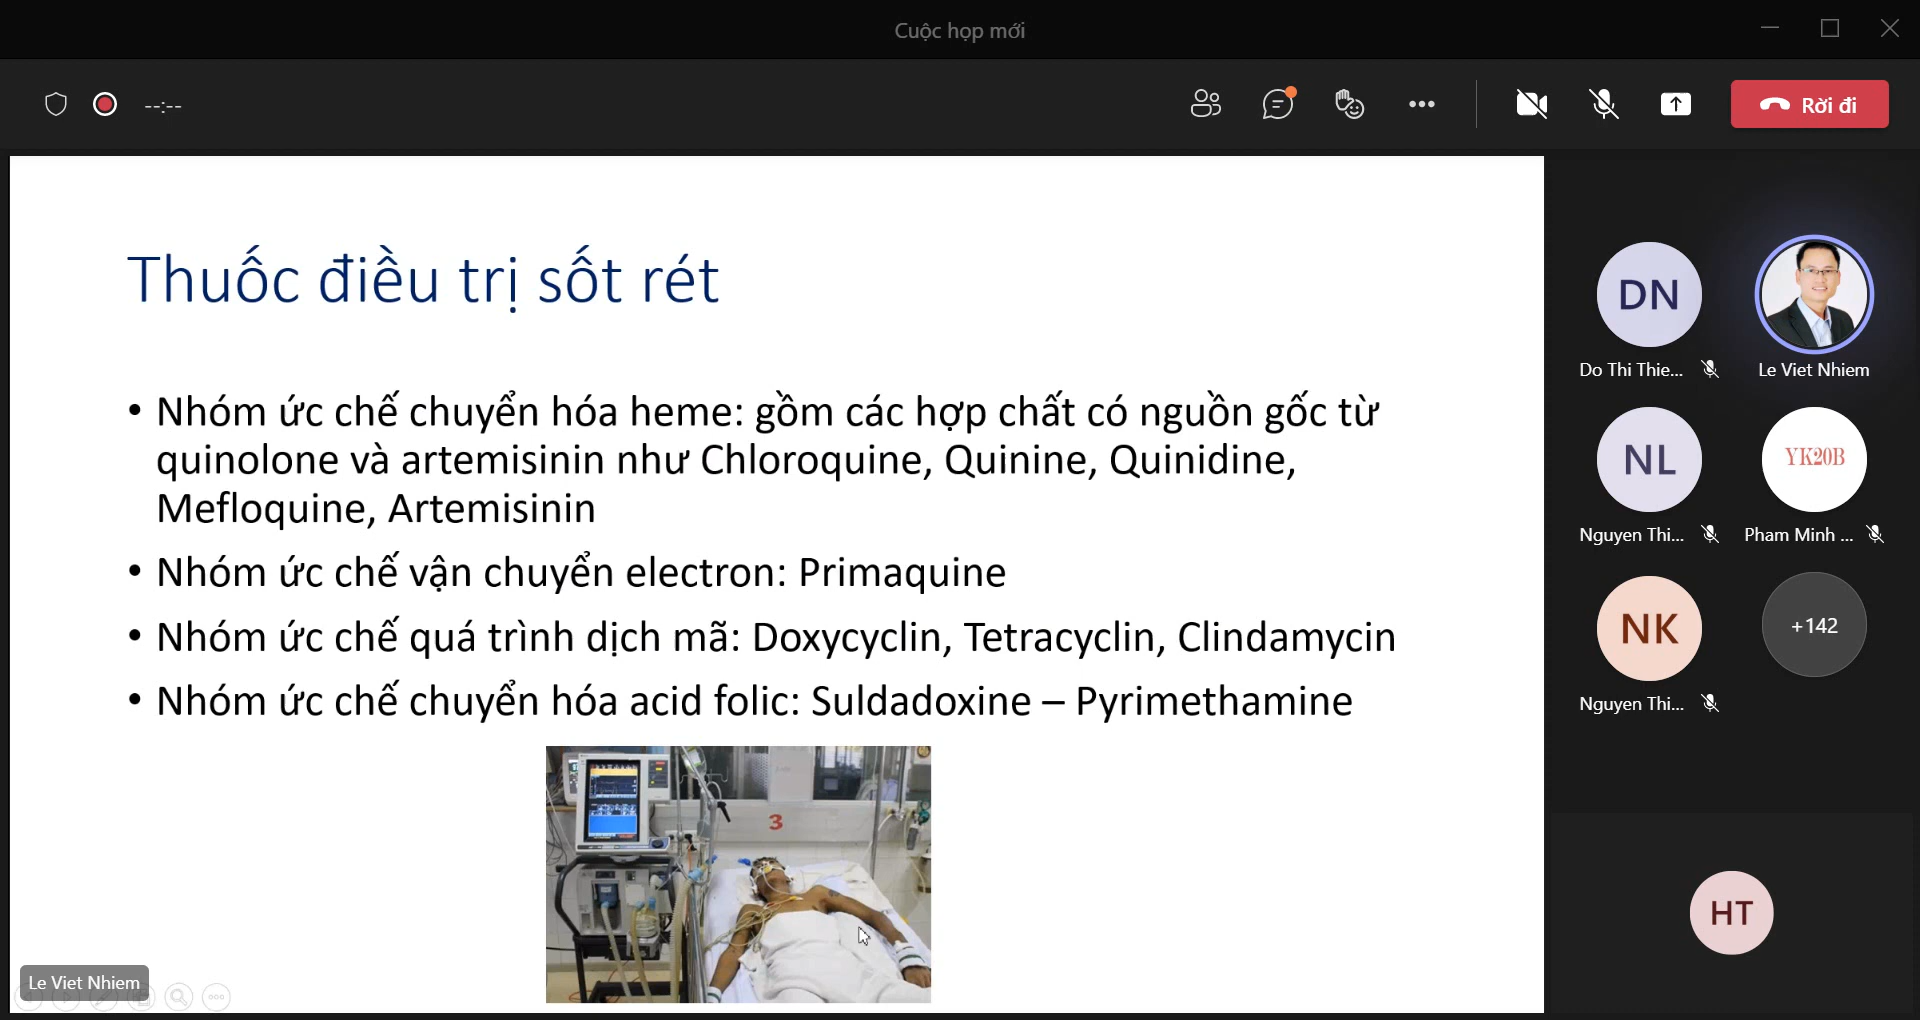 Cuộc họp mới
--:--
Rời đi
Thuốc điều trị sốt rét
• Nhóm ức chế chuyển hóa heme: gồm các hợp chất có nguồn gốc từ
quinolone và artemisinin như Chloroquine, Quinine, Quinidine,
Mefloquine, Artemisinin
• Nhóm ức chế vận chuyển electron: Primaquine
• Nhóm ức chế quá trình dịch mã: Doxycyclin, Tetracyclin, Clindamycin
• Nhóm ức chế chuyển hóa acid folic: Suldadoxine – Pyrimethamine
3
Le Viet Nhiem
DN
Do Thi Thie...
Le Viet Nhiem
NL
Nguyen Thi...
YK20B
Pham Minh ...
NK
Nguyen Thi...
+142
HT